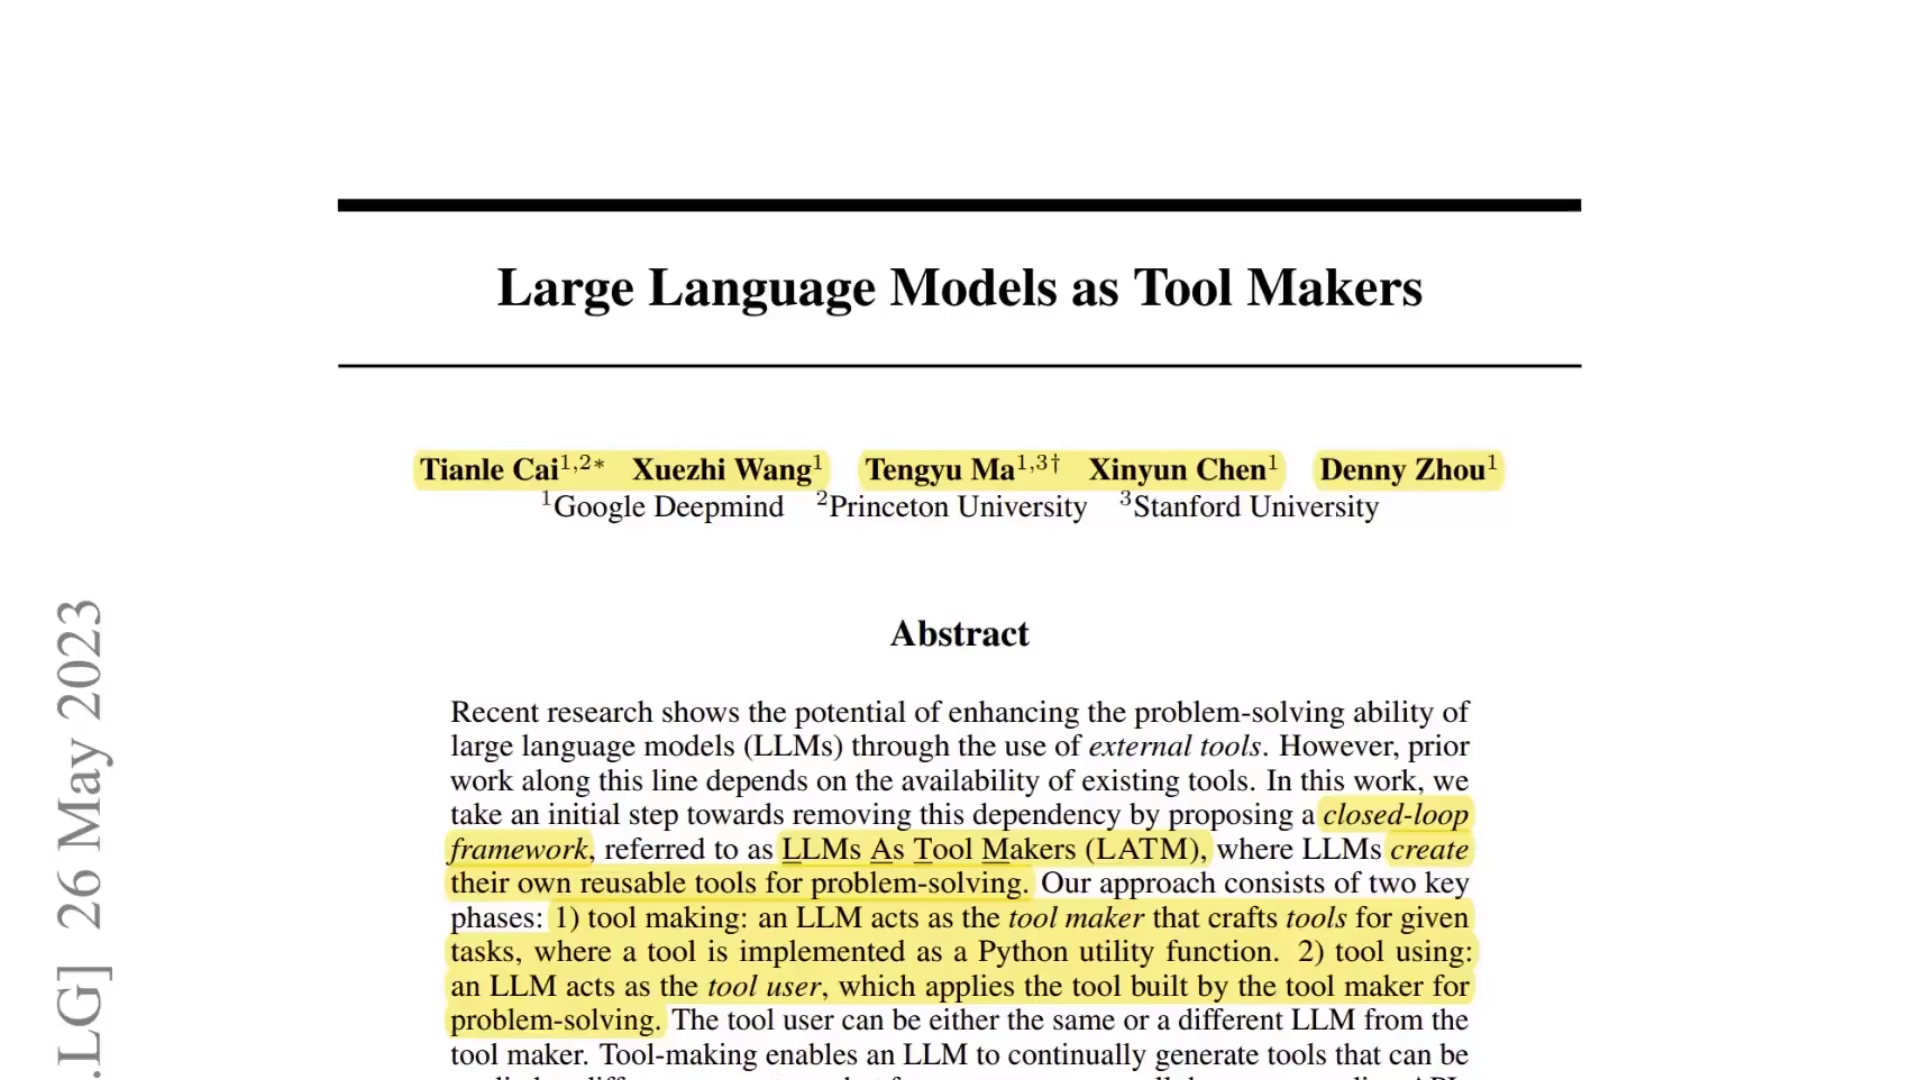 Large Language Models as Tool Makers
Tianle Cai1,2* Xuezhi Wang1 Tengyu Ma1,3† Xinyun Chen1 Denny Zhou1
1Google Deepmind 2Princeton University 3Stanford University
Abstract
Recent research shows the potential of enhancing the problem-solving ability of
large language models (LLMs) through the use of external tools. However, prior
work along this line depends on the availability of existing tools. In this work, we
take an initial step towards removing this dependency by proposing a closed-loop
framework, referred to as LLMs As Tool Makers (LATM), where LLMs create
their own reusable tools for problem-solving. Our approach consists of two key
phases: 1) tool making: an LLM acts as the tool maker that crafts tools for given
tasks, where a tool is implemented as a Python utility function. 2) tool using:
an LLM acts as the tool user, which applies the tool built by the tool maker for
problem-solving. The tool user can be either the same or a different LLM from the
tool maker. Tool-making enables an LLM to continually generate tools that can be
.LG] 26 May 2023